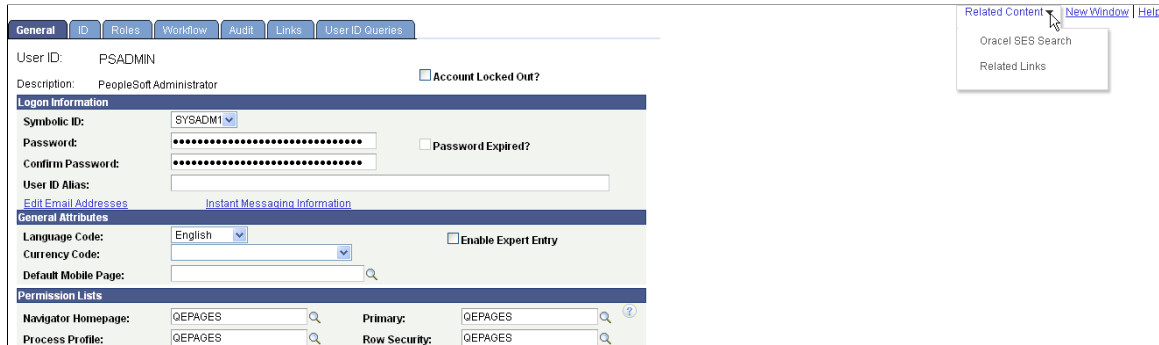 Related Content New Window | Help
General ID Roles Workflow Audit Links User ID Queries
Oracel SES Search
Related Links
User ID: PSADMIN
Account Locked Out?
Description: PeopleSoft Administrator
Logon Information
Symbolic ID: SYSADM1
Password: ●●●●●●●●●●●●●●●●●●●●●●●●●●●●●●●● Password Expired?
Confirm Password: ●●●●●●●●●●●●●●●●●●●●●●●●●●●●●●●●
User ID Alias:
Edit Email Addresses Instant Messaging Information
General Attributes
Language Code: English Enable Expert Entry
Currency Code:
Default Mobile Page:
Permission Lists
Navigator Homepage: QEPAGES Primary: QEPAGES ?
Process Profile: QEPAGES Row Security: QEPAGES